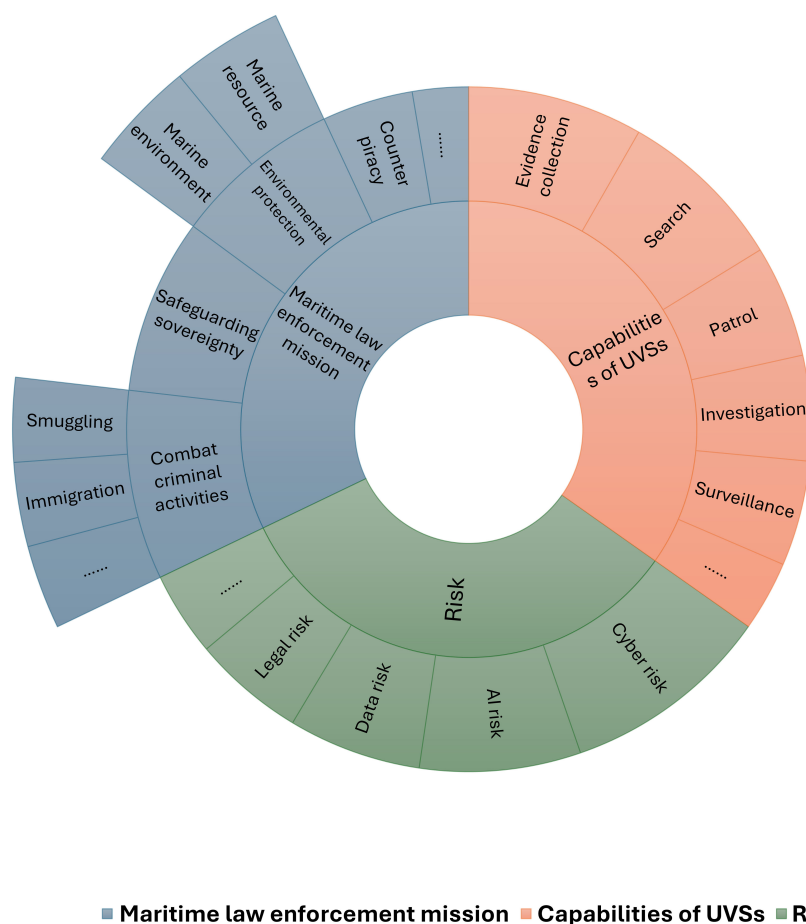 Marine
resource
Marine
environment
Environmental
protection
Counter
piracy
......
Evidence
collection
Search
Patrol
Investigation
Surveillance
......
Capabilitie
s of UVSs
Maritime law
enforcement
mission
Safeguarding
sovereignty
Smuggling
Immigration
......
Combat
criminal
activities
Risk
......
Legal risk
Data risk
AI risk
Cyber risk
Maritime law enforcement mission Capabilities of UVSs R